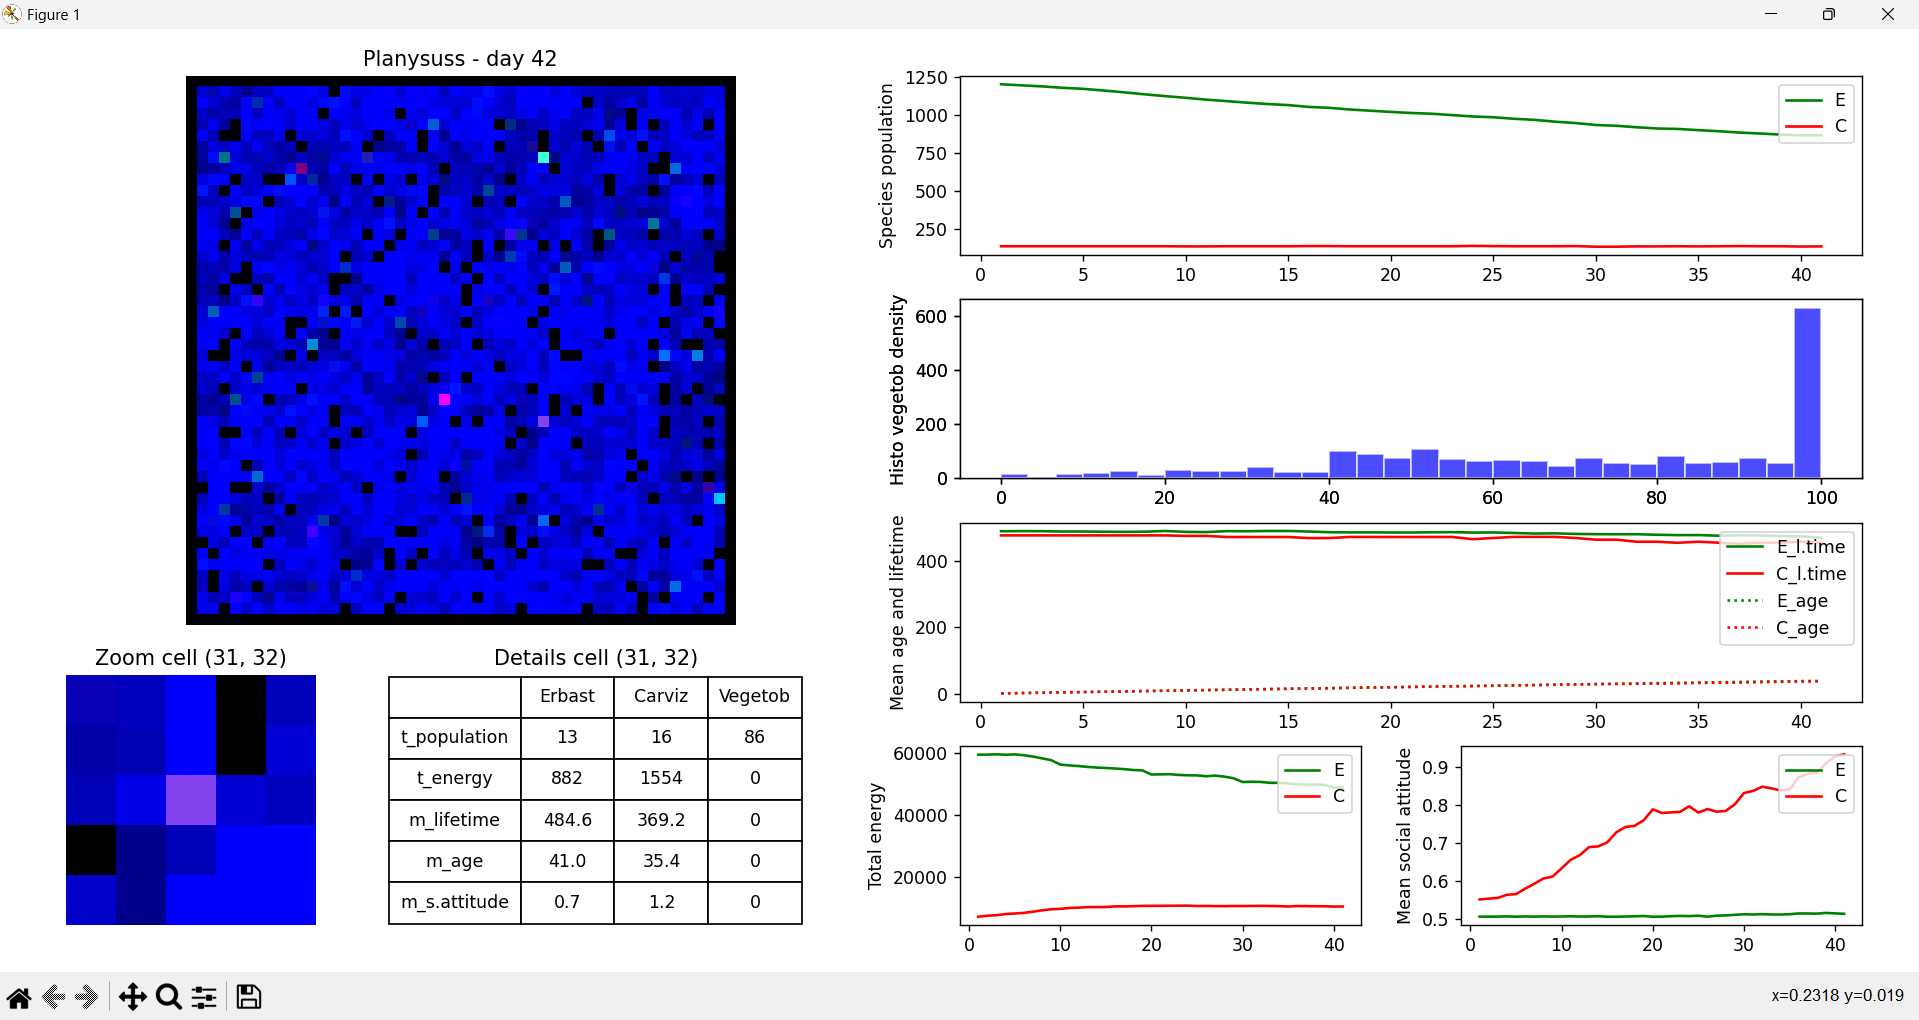 Figure 1
Planysuss - day 42
Zoom cell (31, 32)
Details cell (31, 32)
Erbast Carviz Vegetob
t_population 13 16 86
t_energy 882 1554 0
m_lifetime 484.6 369.2 0
m_age 41.0 35.4 0
m_s.attitude 0.7 1.2 0
Species population
1250
1000
750
500
250
0 5 10 15 20 25 30 35 40
E
C
Histo vegetob density
600
400
200
0
0 20 40 60 80 100
Mean age and lifetime
400
200
0
0 5 10 15 20 25 30 35 40
E_l.time
C_l.time
E_age
C_age
Total energy
60000
40000
20000
0 10 20 30 40
E
C
Mean social attitude
0.9
0.8
0.7
0.6
0.5
0 10 20 30 40
E
C
x=0.2318 y=0.019